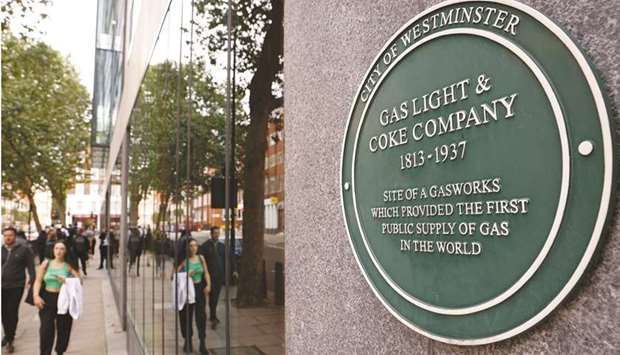 CITY OF WESTMINSTER
GAS LIGHT &
COKE COMPANY
1813-1937
SITE OF A GASWORKS
WHICH PROVIDED THE FIRST
PUBLIC SUPPLY OF GAS
IN THE WORLD